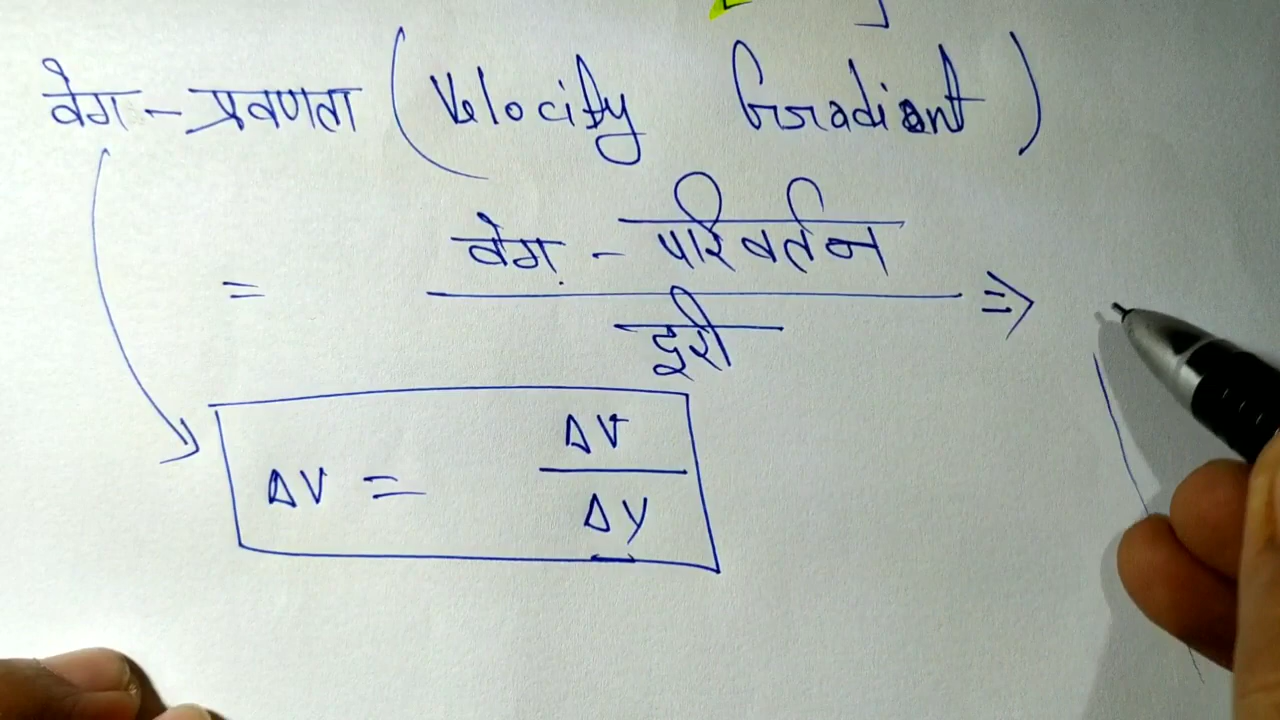 वेग - प्रवणता (Velocity Gradient)
= वेग - परिवर्तन / दूरी ⇒
ΔV = ΔV / Δy